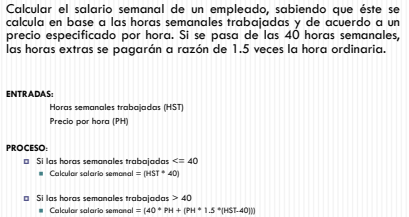 Calcular el salario semanal de un empleado, sabiendo que éste se
calcula en base a las horas semanales trabajadas y de acuerdo a un
precio especificado por hora. Si se pasa de las 40 horas semanales,
las horas extras se pagarán a razón de 1.5 veces la hora ordinaria.
ENTRADAS:
Horas semanales trabajadas (HST)
Precio por hora (PH)
PROCESO:
Si las horas semanales trabajadas <= 40
Calcular salario semanal = (HST * 40)
Si las horas semanales trabajadas > 40
Calcular salario semanal = (40 * PH + (PH * 1.5 *(HST-40)))